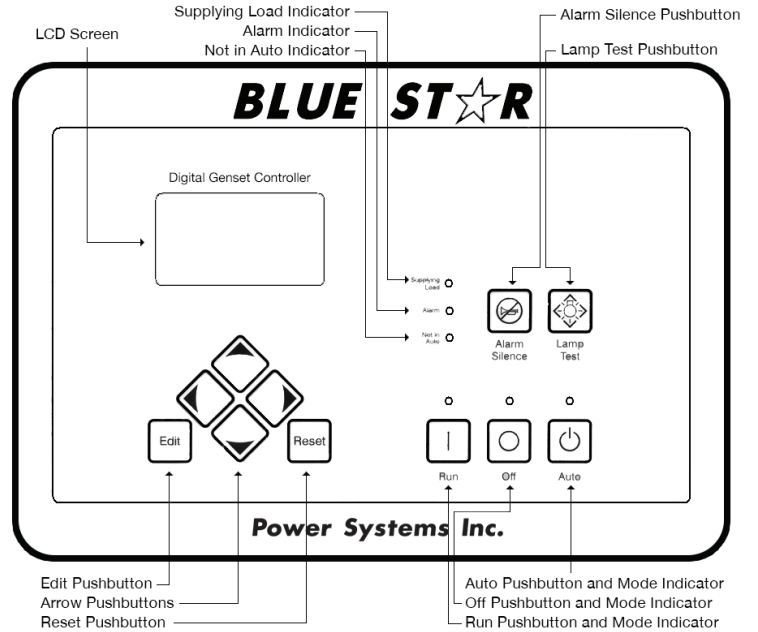 Supplying Load Indicator
Alarm Indicator
Not in Auto Indicator
LCD Screen
Alarm Silence Pushbutton
Lamp Test Pushbutton
BLUE ST☆R
Digital Genset Controller
Supplying
Load
Alarm
Not in
Auto
Alarm
Silence
Lamp
Test
Edit
Reset
Run
Off
Auto
Power Systems Inc.
Edit Pushbutton
Arrow Pushbuttons
Reset Pushbutton
Auto Pushbutton and Mode Indicator
Off Pushbutton and Mode Indicator
Run Pushbutton and Mode Indicator